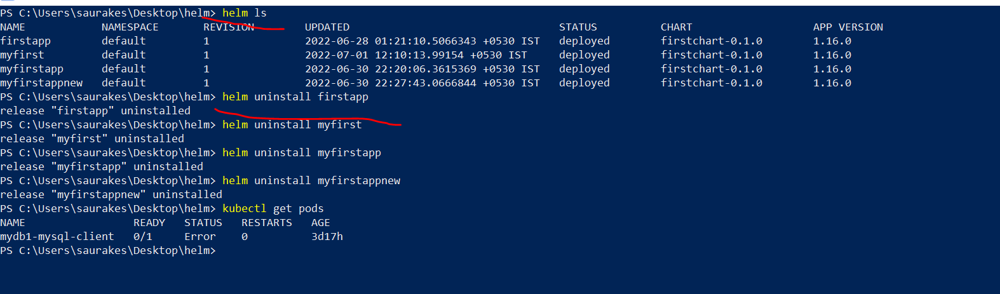 PS C:\Users\saurakes\Desktop\helm> helm ls
NAME NAMESPACE REVISION UPDATED STATUS CHART APP VERSION
firstapp default 1 2022-06-28 01:21:10.5066343 +0530 IST deployed firstchart-0.1.0 1.16.0
myfirst default 1 2022-07-01 12:10:13.99154 +0530 IST deployed firstchart-0.1.0 1.16.0
myfirstapp default 1 2022-06-30 22:20:06.3615369 +0530 IST deployed firstchart-0.1.0 1.16.0
myfirstappnew default 1 2022-06-30 22:27:43.0666844 +0530 IST deployed firstchart-0.1.0 1.16.0
PS C:\Users\saurakes\Desktop\helm> helm uninstall firstapp
release "firstapp" uninstalled
PS C:\Users\saurakes\Desktop\helm> helm uninstall myfirst
release "myfirst" uninstalled
PS C:\Users\saurakes\Desktop\helm> helm uninstall myfirstapp
release "myfirstapp" uninstalled
PS C:\Users\saurakes\Desktop\helm> helm uninstall myfirstappnew
release "myfirstappnew" uninstalled
PS C:\Users\saurakes\Desktop\helm> kubectl get pods
NAME READY STATUS RESTARTS AGE
mydb1-mysql-client 0/1 Error 0 3d17h
PS C:\Users\saurakes\Desktop\helm>